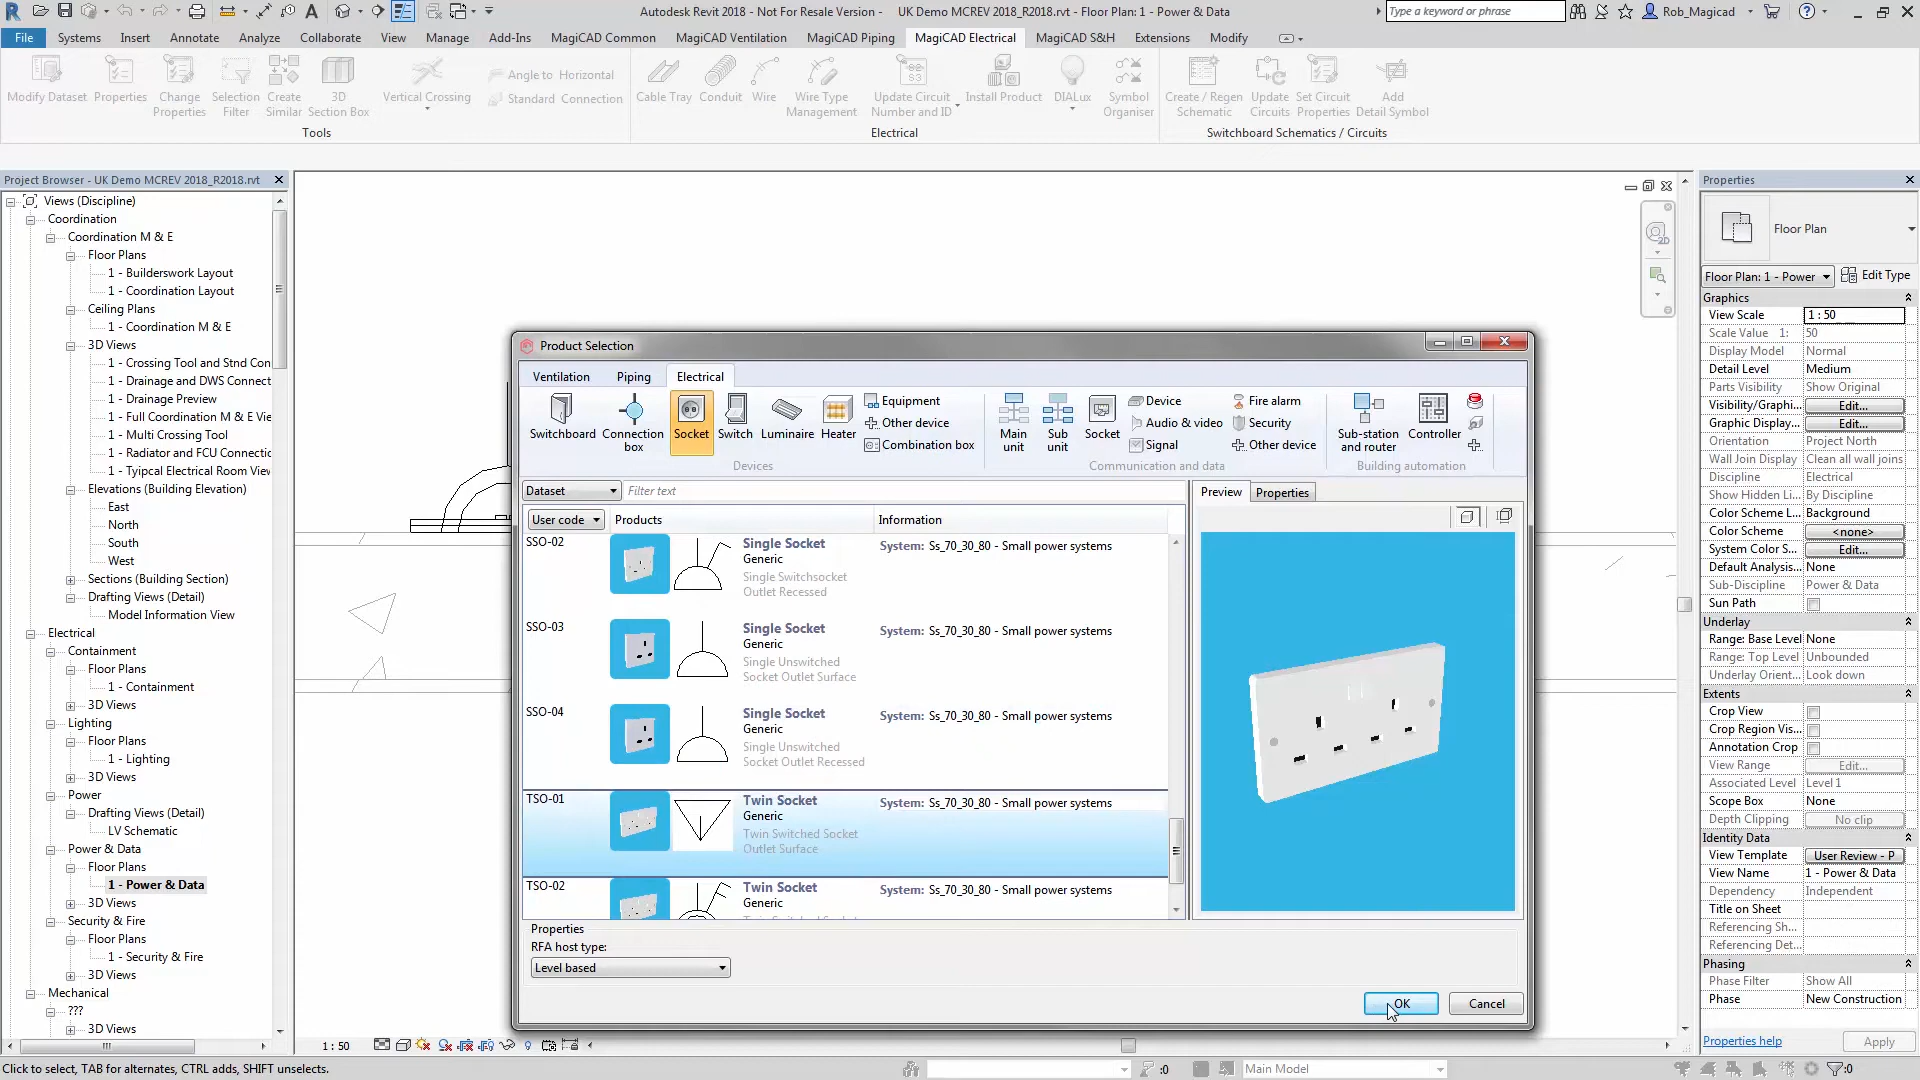 Autodesk Revit 2018 - Not For Resale Version - UK Demo MCREV 2018_R2018.rvt - Floor Plan: 1 - Power & Data
Type a keyword or phrase
Rob_Magicad
File Systems Insert Annotate Analyze Collaborate View Manage Add-Ins MagiCAD Common MagiCAD Ventilation MagiCAD Piping MagiCAD Electrical MagiCAD S&H Extensions Modify
Modify Dataset
Properties
Change
Properties
Selection
Filter
Create
Similar
3D
Section Box
Vertical Crossing
Angle to Horizontal
Standard Connection
Cable Tray
Conduit
Wire
Wire Type
Management
Update Circuit
Number and ID
Install Product
DIALux
Symbol
Organiser
Create / Regen
Schematic
Update
Circuits
Set Circuit
Properties
Add
Detail Symbol
Tools
Electrical
Switchboard Schematics / Circuits
Project Browser - UK Demo MCREV 2018_R2018.rvt
Views (Discipline)
Coordination
Coordination M & E
Floor Plans
1 - Builderswork Layout
1 - Coordination Layout
Ceiling Plans
1 - Coordination M & E
3D Views
1 - Crossing Tool and Stnd Con
1 - Drainage and DWS Connect
1 - Drainage Preview
1 - Full Coordination M & E Vie
1 - Multi Crossing Tool
1 - Radiator and FCU Connectic
1 - Tyipcal Electrical Room View
Elevations (Building Elevation)
East
North
South
West
Sections (Building Section)
Drafting Views (Detail)
Model Information View
Electrical
Containment
Floor Plans
1 - Containment
3D Views
Lighting
Floor Plans
1 - Lighting
3D Views
Power
Drafting Views (Detail)
LV Schematic
Power & Data
Floor Plans
1 - Power & Data
3D Views
Security & Fire
Floor Plans
1 - Security & Fire
3D Views
Mechanical
???
3D Views
Product Selection
Ventilation Piping Electrical
Switchboard
Connection
box
Socket
Switch
Luminaire
Heater
Equipment
Other device
Combination box
Main
unit
Sub
unit
Socket
Device
Audio & video
Signal
Fire alarm
Security
Other device
Sub-station
and router
Controller
Devices
Communication and data
Building automation
Dataset
Filter text
User code Products Information
SSO-02
Single Socket
Generic
Single Switchsocket
Outlet Recessed
System: Ss_70_30_80 - Small power systems
SSO-03
Single Socket
Generic
Single Unswitched
Socket Outlet Surface
System: Ss_70_30_80 - Small power systems
SSO-04
Single Socket
Generic
Single Unswitched
Socket Outlet Recessed
System: Ss_70_30_80 - Small power systems
TSO-01
Twin Socket
Generic
Twin Switched Socket
Outlet Surface
System: Ss_70_30_80 - Small power systems
TSO-02
Twin Socket
Generic
System: Ss_70_30_80 - Small power systems
Preview Properties
Properties
RFA host type:
Level based
OK Cancel
2D
Properties
Floor Plan
Floor Plan: 1 - Power Edit Type
Graphics
View Scale 1 : 50
Scale Value 1: 50
Display Model Normal
Detail Level Medium
Parts Visibility Show Original
Visibility/Graphi... Edit...
Graphic Display... Edit...
Orientation Project North
Wall Join Display Clean all wall joins
Discipline Electrical
Show Hidden Li... By Discipline
Color Scheme L... Background
Color Scheme <none>
System Color S... Edit...
Default Analysis... None
Sub-Discipline Power & Data
Sun Path
Underlay
Range: Base Level None
Range: Top Level Unbounded
Underlay Orient... Look down
Extents
Crop View
Crop Region Vis...
Annotation Crop
View Range Edit...
Associated Level Level 1
Scope Box None
Depth Clipping No clip
Identity Data
View Template User Review - P
View Name 1 - Power & Data
Dependency Independent
Title on Sheet
Referencing Sh...
Referencing Det...
Phasing
Phase Filter Show All
Phase New Construction
Properties help
Apply
1 : 50
Click to select, TAB for alternates, CTRL adds, SHIFT unselects.
:0
Main Model
:0